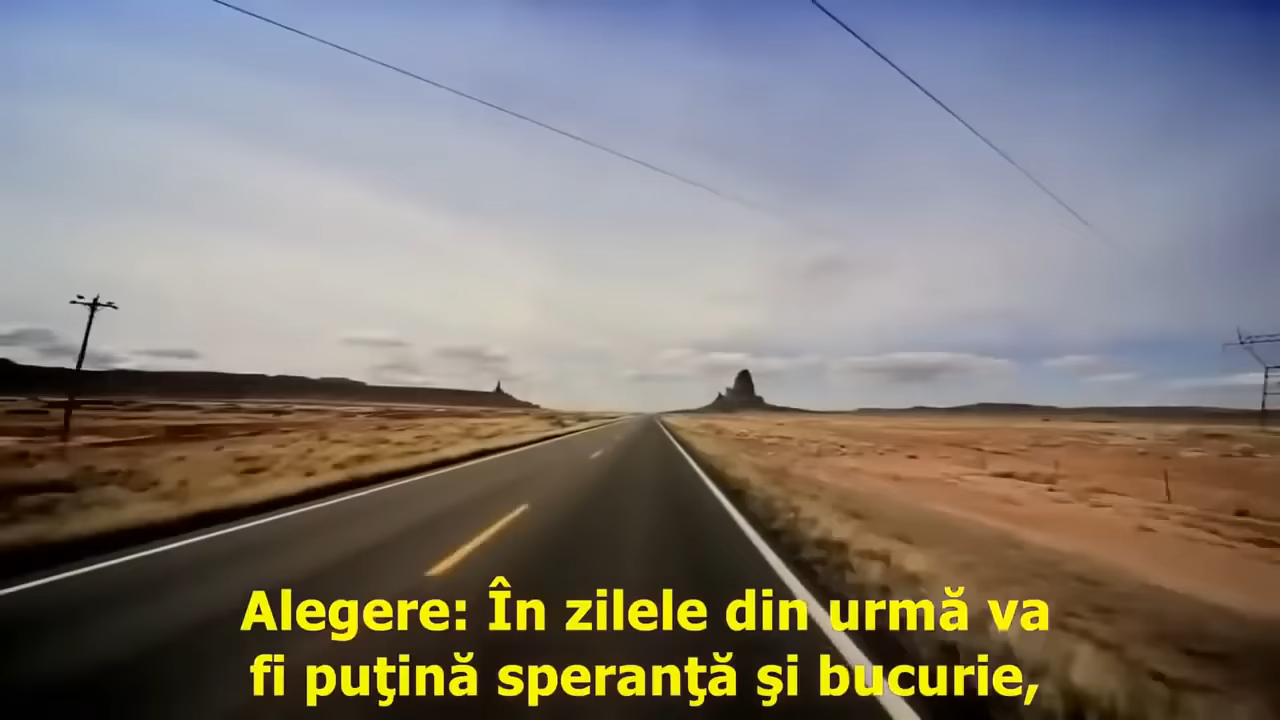 Alegere: În zilele din urmă va
fi puţină speranţă şi bucurie,